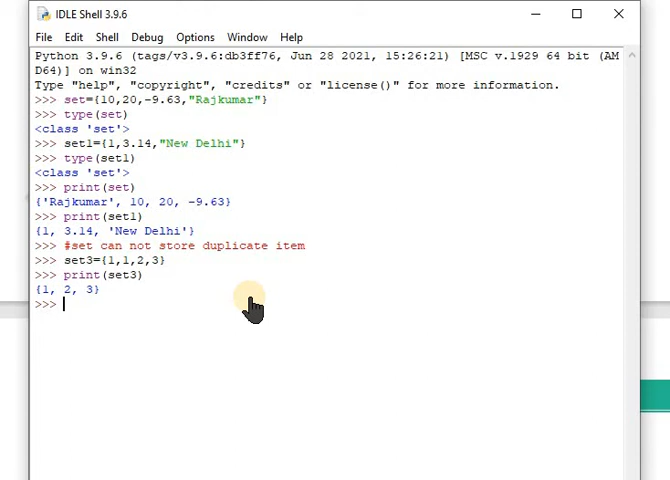 IDLE Shell 3.9.6
File Edit Shell Debug Options Window Help
Python 3.9.6 (tags/v3.9.6:db3ff76, Jun 28 2021, 15:26:21) [MSC v.1929 64 bit (AM
D64)] on win32
Type "help", "copyright", "credits" or "license()" for more information.
>>> set={10,20,-9.63,"Rajkumar"}
>>> type(set)
<class 'set'>
>>> set1={1,3.14,"New Delhi"}
>>> type(set1)
<class 'set'>
>>> print(set)
{'Rajkumar', 10, 20, -9.63}
>>> print(set1)
{1, 3.14, 'New Delhi'}
>>> #set can not store duplicate item
>>> set3={1,1,2,3}
>>> print(set3)
{1, 2, 3}
>>>